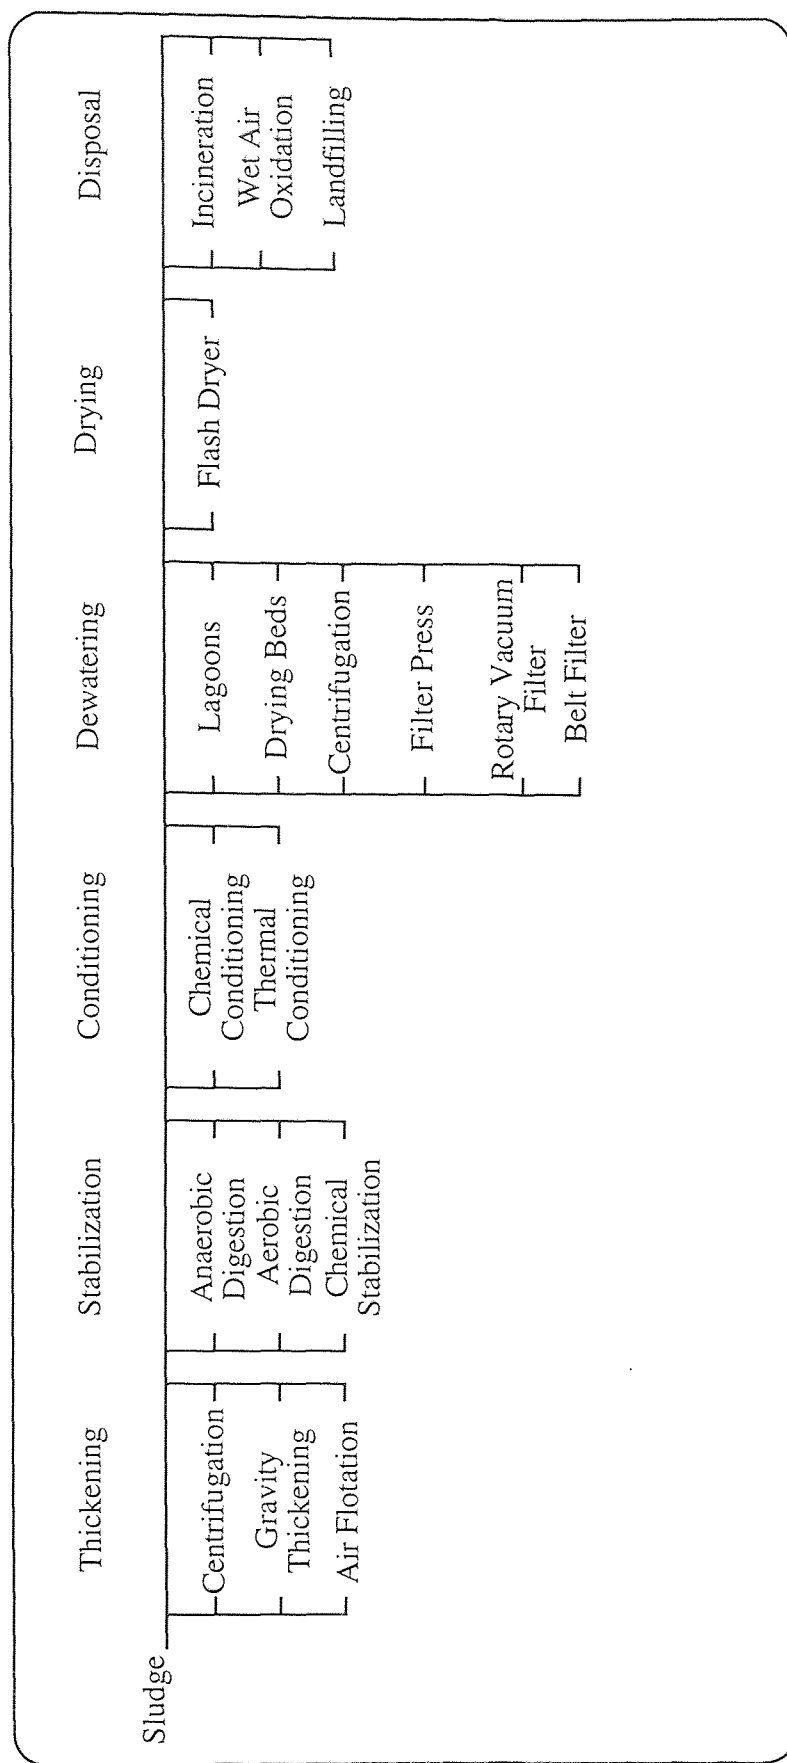 Thickening
Stabilization
Conditioning
Dewatering
Drying
Disposal
Sludge
Centrifugation
Gravity
Thickening
Air Flotation
Anaerobic
Digestion
Aerobic
Digestion
Chemical
Stabilization
Chemical
Conditioning
Thermal
Conditioning
Lagoons
Drying Beds
Centrifugation
Filter Press
Rotary Vacuum
Filter
Belt Filter
Flash Dryer
Incineration
Wet Air
Oxidation
Landfilling